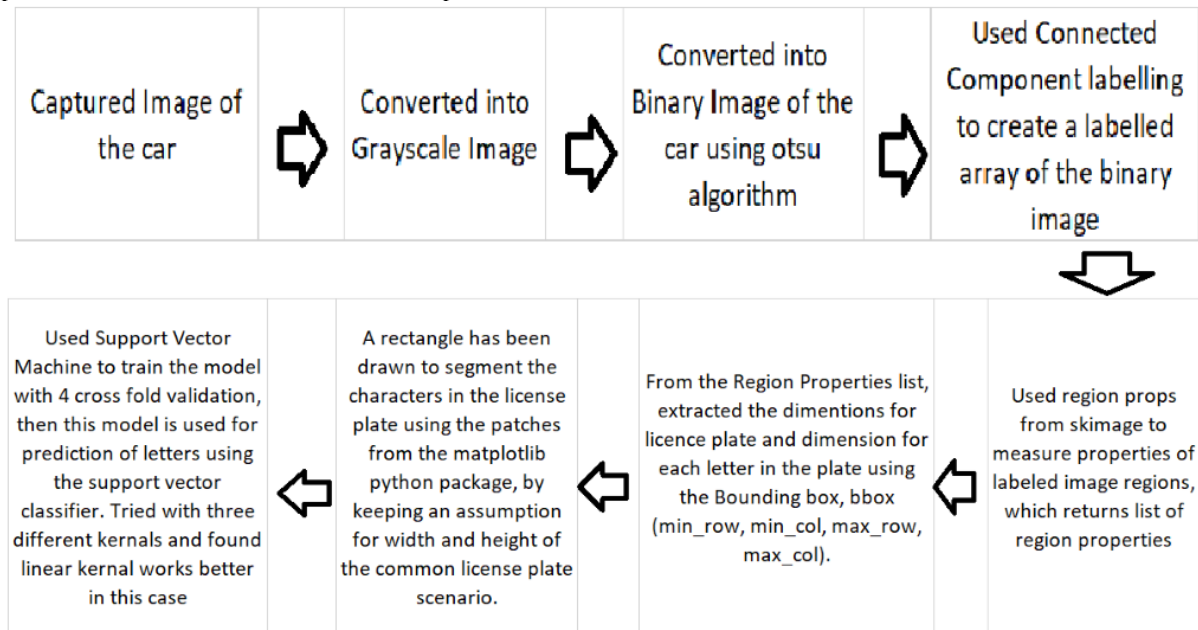 Captured Image of
the car
Converted into
Grayscale Image
Converted into
Binary Image of the
car using otsu
algorithm
Used Connected
Component labelling
to create a labelled
array of the binary
image
Used region props
from skimage to
measure properties of
labeled image regions,
which returns list of
region properties
From the Region Properties list,
extracted the dimentions for
licence plate and dimension for
each letter in the plate using
the Bounding box, bbox
(min_row, min_col, max_row,
max_col).
A rectangle has been
drawn to segment the
characters in the license
plate using the patches
from the matplotlib
python package, by
keeping an assumption
for width and height of
the common license plate
scenario.
Used Support Vector
Machine to train the model
with 4 cross fold validation,
then this model is used for
prediction of letters using
the support vector
classifier. Tried with three
different kernals and found
linear kernal works better
in this case